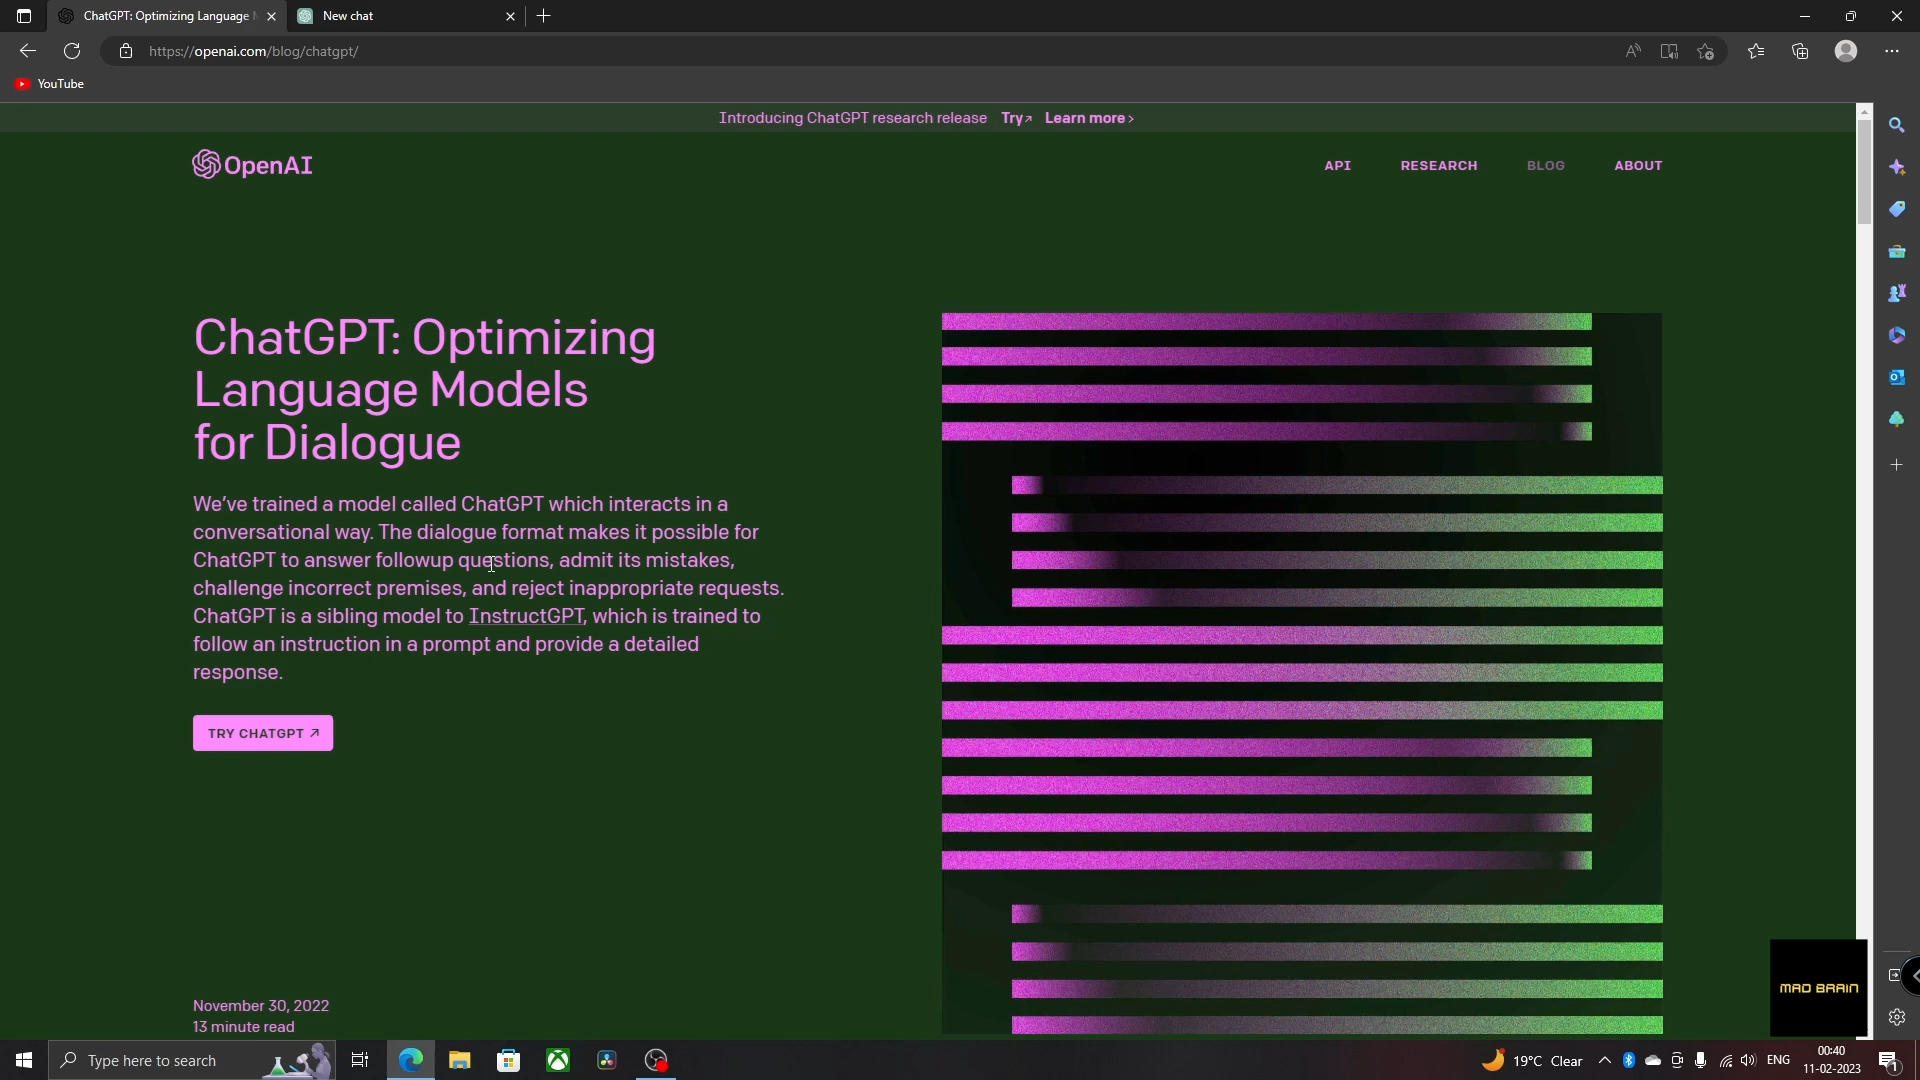 ChatGPT: Optimizing Language M
New chat
https://openai.com/blog/chatgpt/
YouTube
Introducing ChatGPT research release Try↗ Learn more ›
OpenAI
API RESEARCH BLOG ABOUT
ChatGPT: Optimizing
Language Models
for Dialogue
We’ve trained a model called ChatGPT which interacts in a
conversational way. The dialogue format makes it possible for
ChatGPT to answer followup questions, admit its mistakes,
challenge incorrect premises, and reject inappropriate requests.
ChatGPT is a sibling model to InstructGPT, which is trained to
follow an instruction in a prompt and provide a detailed
response.
TRY CHATGPT ↗
November 30, 2022
13 minute read
MAD BRAIN
Type here to search
19°C Clear
ENG
00:40
11-02-2023
1